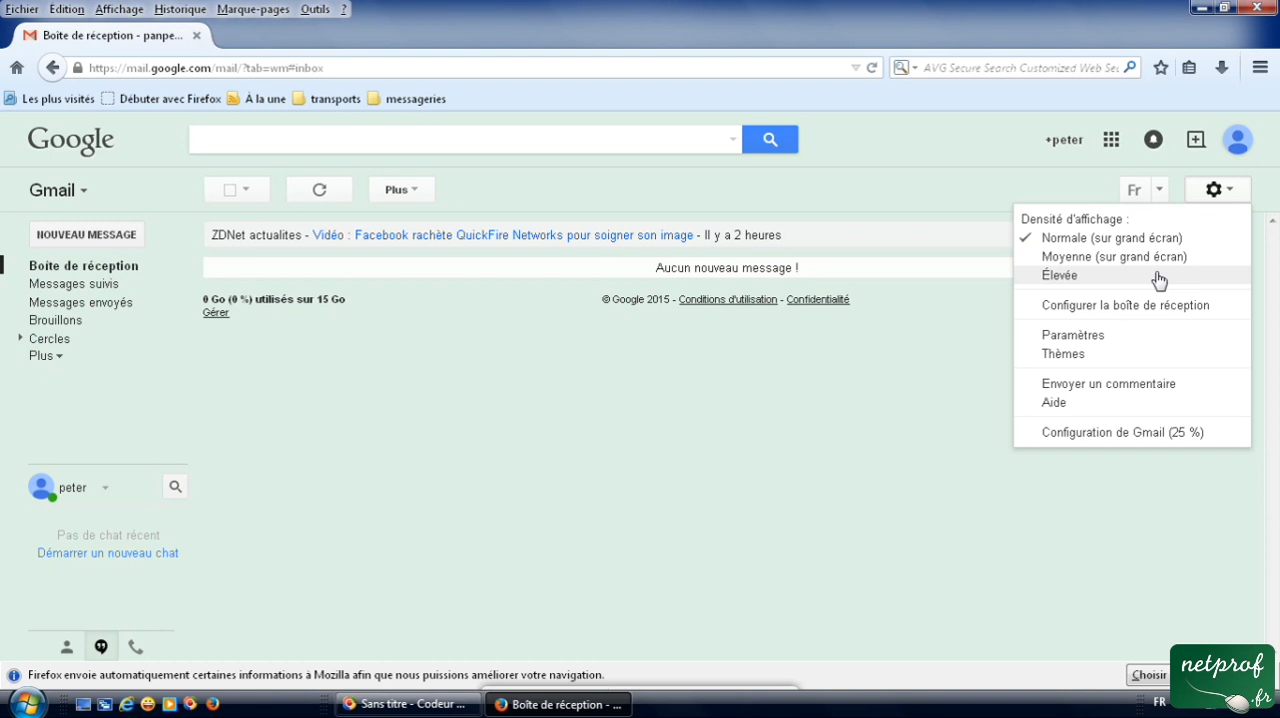 Fichier Édition Affichage Historique Marque-pages Outils ?
Boîte de réception - panpe...
https://mail.google.com/mail/?tab=wm#inbox
AVG Secure Search Customized Web Sec
Les plus visités Débuter avec Firefox À la une transports messageries
Google
+peter
Gmail
Plus
Fr
NOUVEAU MESSAGE
ZDNet actualites - Vidéo : Facebook rachète QuickFire Networks pour soigner son image - Il y a 2 heures
Boîte de réception
Messages suivis
Messages envoyés
Brouillons
Cercles
Plus
Aucun nouveau message !
0 Go (0 %) utilisés sur 15 Go
Gérer
© Google 2015 - Conditions d'utilisation - Confidentialité
Densité d'affichage :
Normale (sur grand écran)
Moyenne (sur grand écran)
Élevée
Configurer la boîte de réception
Paramètres
Thèmes
Envoyer un commentaire
Aide
Configuration de Gmail (25 %)
peter
Pas de chat récent
Démarrer un nouveau chat
Firefox envoie automatiquement certaines informations à Mozilla afin que nous puissions améliorer votre navigation.
Choisir
netprof
.fr
Sans titre - Codeur ...
Boîte de réception - ...
FR